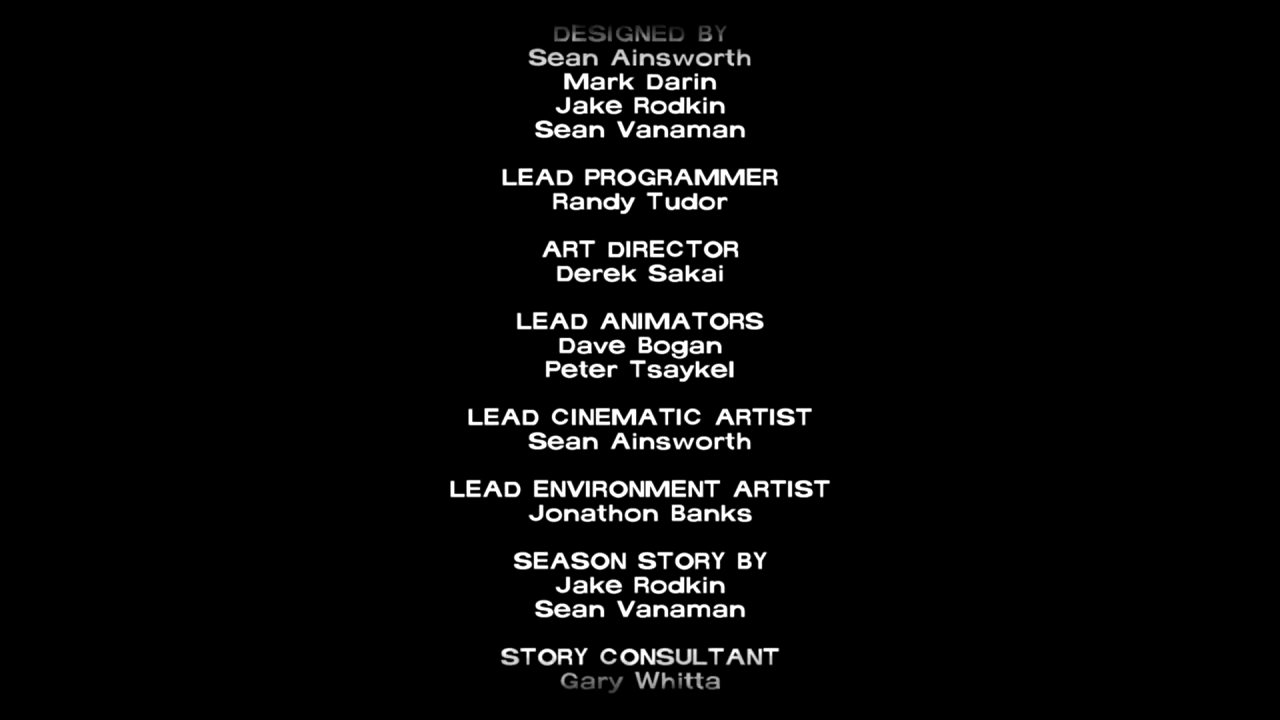 DESIGNED BY
Sean Ainsworth
Mark Darin
Jake Rodkin
Sean Vanaman
LEAD PROGRAMMER
Randy Tudor
ART DIRECTOR
Derek Sakai
LEAD ANIMATORS
Dave Bogan
Peter Tsaykel
LEAD CINEMATIC ARTIST
Sean Ainsworth
LEAD ENVIRONMENT ARTIST
Jonathon Banks
SEASON STORY BY
Jake Rodkin
Sean Vanaman
STORY CONSULTANT
Gary Whitta